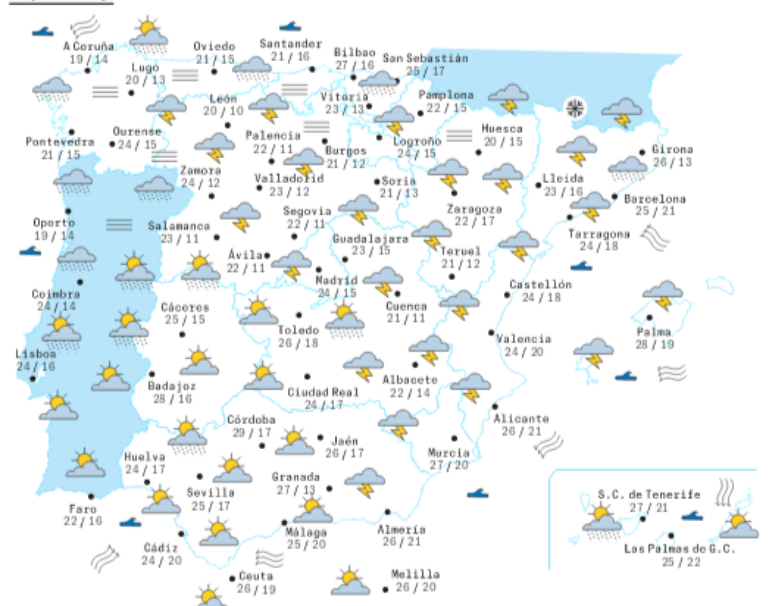 A Coruña
19 / 14
Lugo
20 / 13
Oviedo
21 / 15
Santander
21 / 16
Bilbao
27 / 16
San Sebastián
25 / 17
Vitoria
23 / 13
Pamplona
22 / 15
León
20 / 10
Palencia
22 / 11
Burgos
21 / 12
Logroño
24 / 15
Huesca
20 / 15
Girona
26 / 13
Pontevedra
21 / 15
Ourense
24 / 15
Zamora
24 / 12
Valladolid
23 / 12
Soria
21 / 13
Zaragoza
22 / 17
Lleida
23 / 16
Barcelona
25 / 21
Tarragona
24 / 18
Oporto
19 / 14
Salamanca
23 / 11
Segovia
22 / 11
Ávila
22 / 11
Guadalajara
23 / 15
Madrid
24 / 15
Teruel
21 / 12
Cuenca
21 / 11
Castellón
24 / 18
Coimbra
24 / 14
Cáceres
25 / 15
Toledo
26 / 18
Valencia
24 / 20
Palma
28 / 19
Lisboa
24 / 16
Badajoz
28 / 16
Ciudad Real
24 / 17
Albacete
22 / 14
Alicante
26 / 21
Córdoba
29 / 17
Jaén
26 / 17
Murcia
27 / 20
Huelva
24 / 17
Sevilla
25 / 17
Granada
27 / 13
Faro
22 / 16
Cádiz
24 / 20
Málaga
25 / 20
Almería
26 / 21
Ceuta
26 / 19
Melilla
26 / 20
S.C. de Tenerife
27 / 21
Las Palmas de G.C.
25 / 22